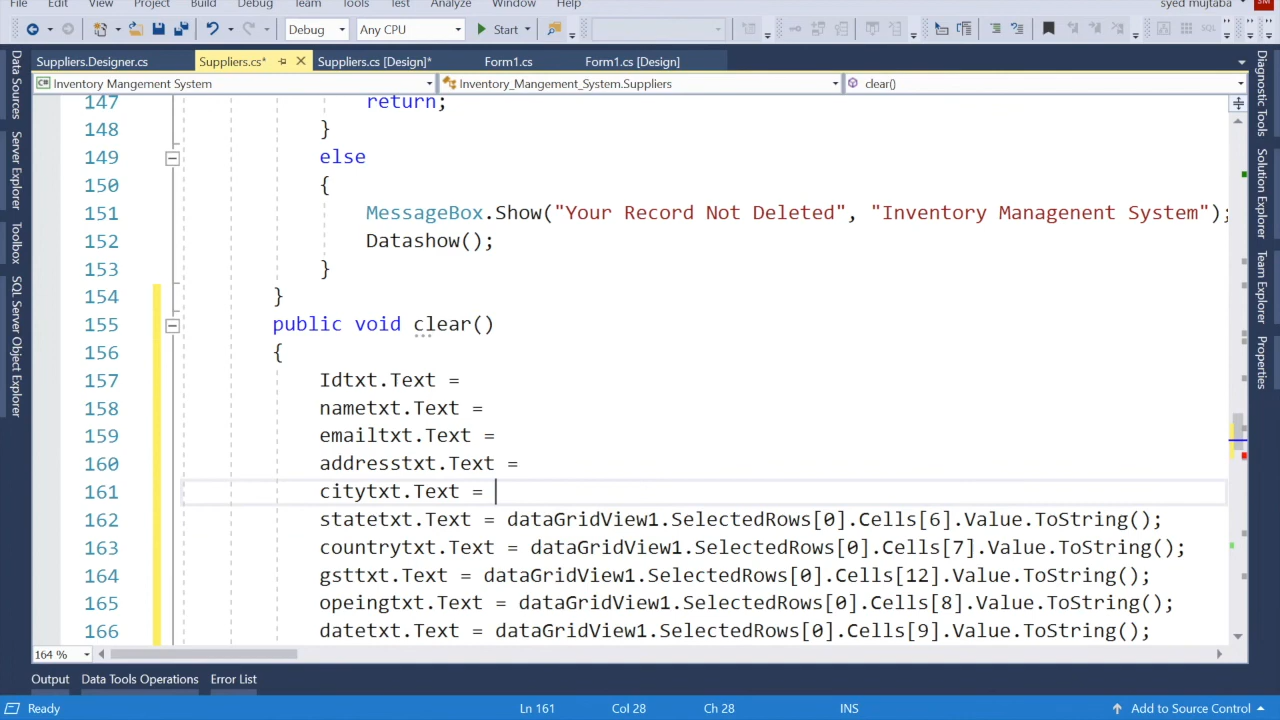 File Edit View Project Build Debug Team Tools Test Analyze Window Help syed mujtaba SM
Debug Any CPU Start
Suppliers.Designer.cs Suppliers.cs* Suppliers.cs [Design]* Form1.cs Form1.cs [Design]
Inventory Mangement System Inventory_Mangement_System.Suppliers clear()
147 return;
148 }
149 else
150 {
151 MessageBox.Show("Your Record Not Deleted", "Inventory Managenent System");
152 Datashow();
153 }
154 }
155 public void clear()
156 {
157 Idtxt.Text =
158 nametxt.Text =
159 emailtxt.Text =
160 addresstxt.Text =
161 citytxt.Text =
162 statetxt.Text = dataGridView1.SelectedRows[0].Cells[6].Value.ToString();
163 countrytxt.Text = dataGridView1.SelectedRows[0].Cells[7].Value.ToString();
164 gsttxt.Text = dataGridView1.SelectedRows[0].Cells[12].Value.ToString();
165 opeingtxt.Text = dataGridView1.SelectedRows[0].Cells[8].Value.ToString();
166 datetxt.Text = dataGridView1.SelectedRows[0].Cells[9].Value.ToString();
164 %
Data Sources
Server Explorer
Toolbox
SQL Server Object Explorer
Diagnostic Tools
Solution Explorer
Team Explorer
Properties
Output Data Tools Operations Error List
Ready Ln 161 Col 28 Ch 28 INS Add to Source Control